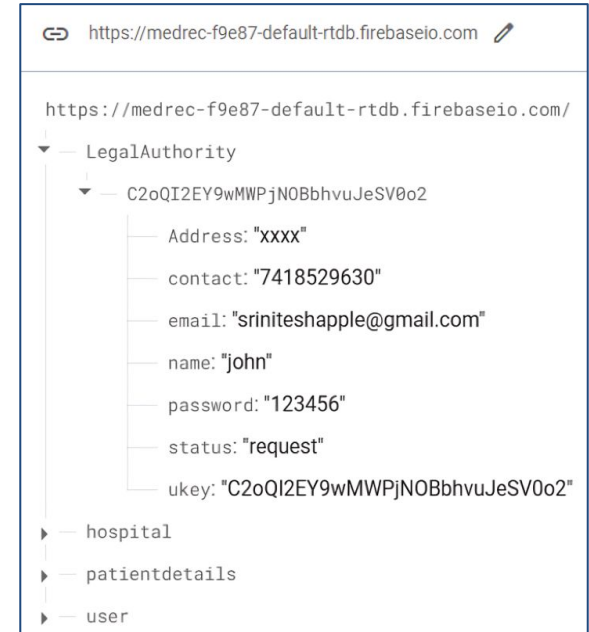 https://medrec-f9e87-default-rtdb.firebaseio.com
https://medrec-f9e87-default-rtdb.firebaseio.com/
LegalAuthority
C2oQI2EY9wMWPjNOBbhvuJeSV0o2
Address: "xxxx"
contact: "7418529630"
email: "sriniteshapple@gmail.com"
name: "john"
password: "123456"
status: "request"
ukey: "C2oQI2EY9wMWPjNOBbhvuJeSV0o2"
hospital
patientdetails
user